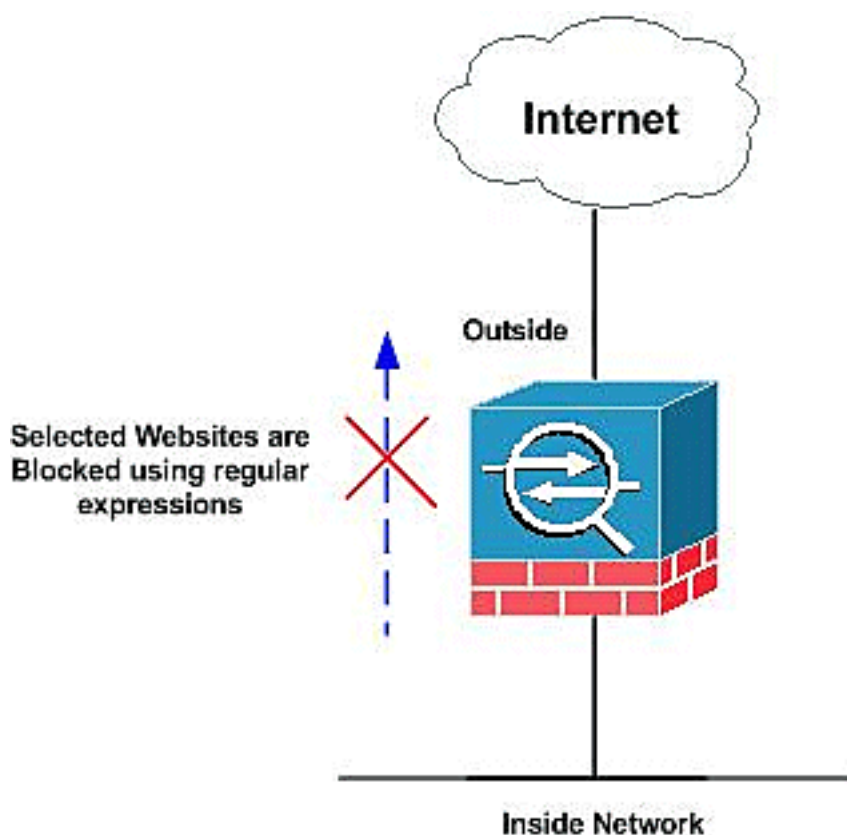 Internet
Outside
Selected Websites are
Blocked using regular
expressions
Inside Network